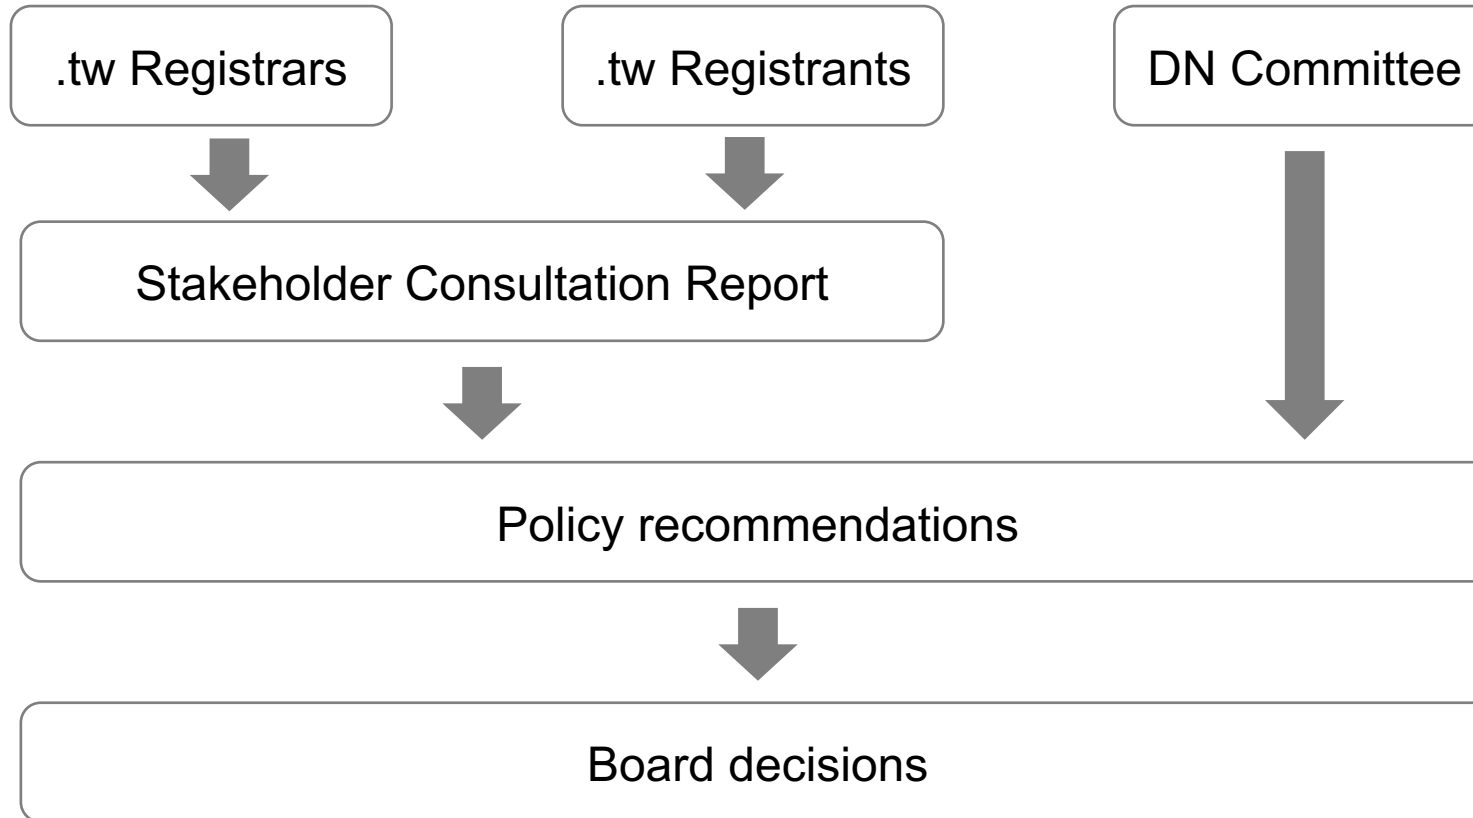 .tw Registrars
.tw Registrants
DN Committee
Stakeholder Consultation Report
Policy recommendations
Board decisions